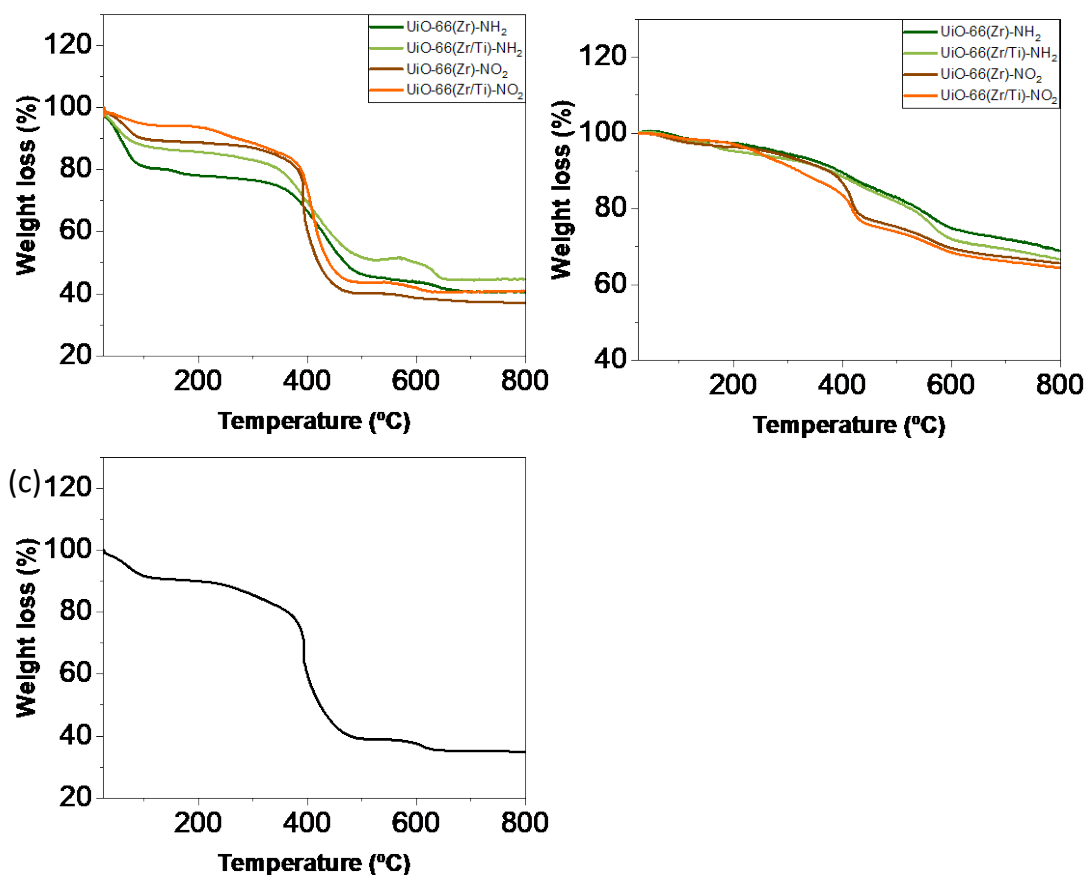 UiO-66(Zr)-NH₂
UiO-66(Zr/Ti)-NH₂
UiO-66(Zr)-NO₂
UiO-66(Zr/Ti)-NO₂
120
100
80
60
40
20
Weight loss (%)
200 400 600 800
Temperature (ºC)
UiO-66(Zr)-NH₂
UiO-66(Zr/Ti)-NH₂
UiO-66(Zr)-NO₂
UiO-66(Zr/Ti)-NO₂
120
100
80
60
40
Weight loss (%)
200 400 600 800
Temperature (ºC)
(c)
120
100
80
60
40
20
Weight loss (%)
200 400 600 800
Temperature (ºC)